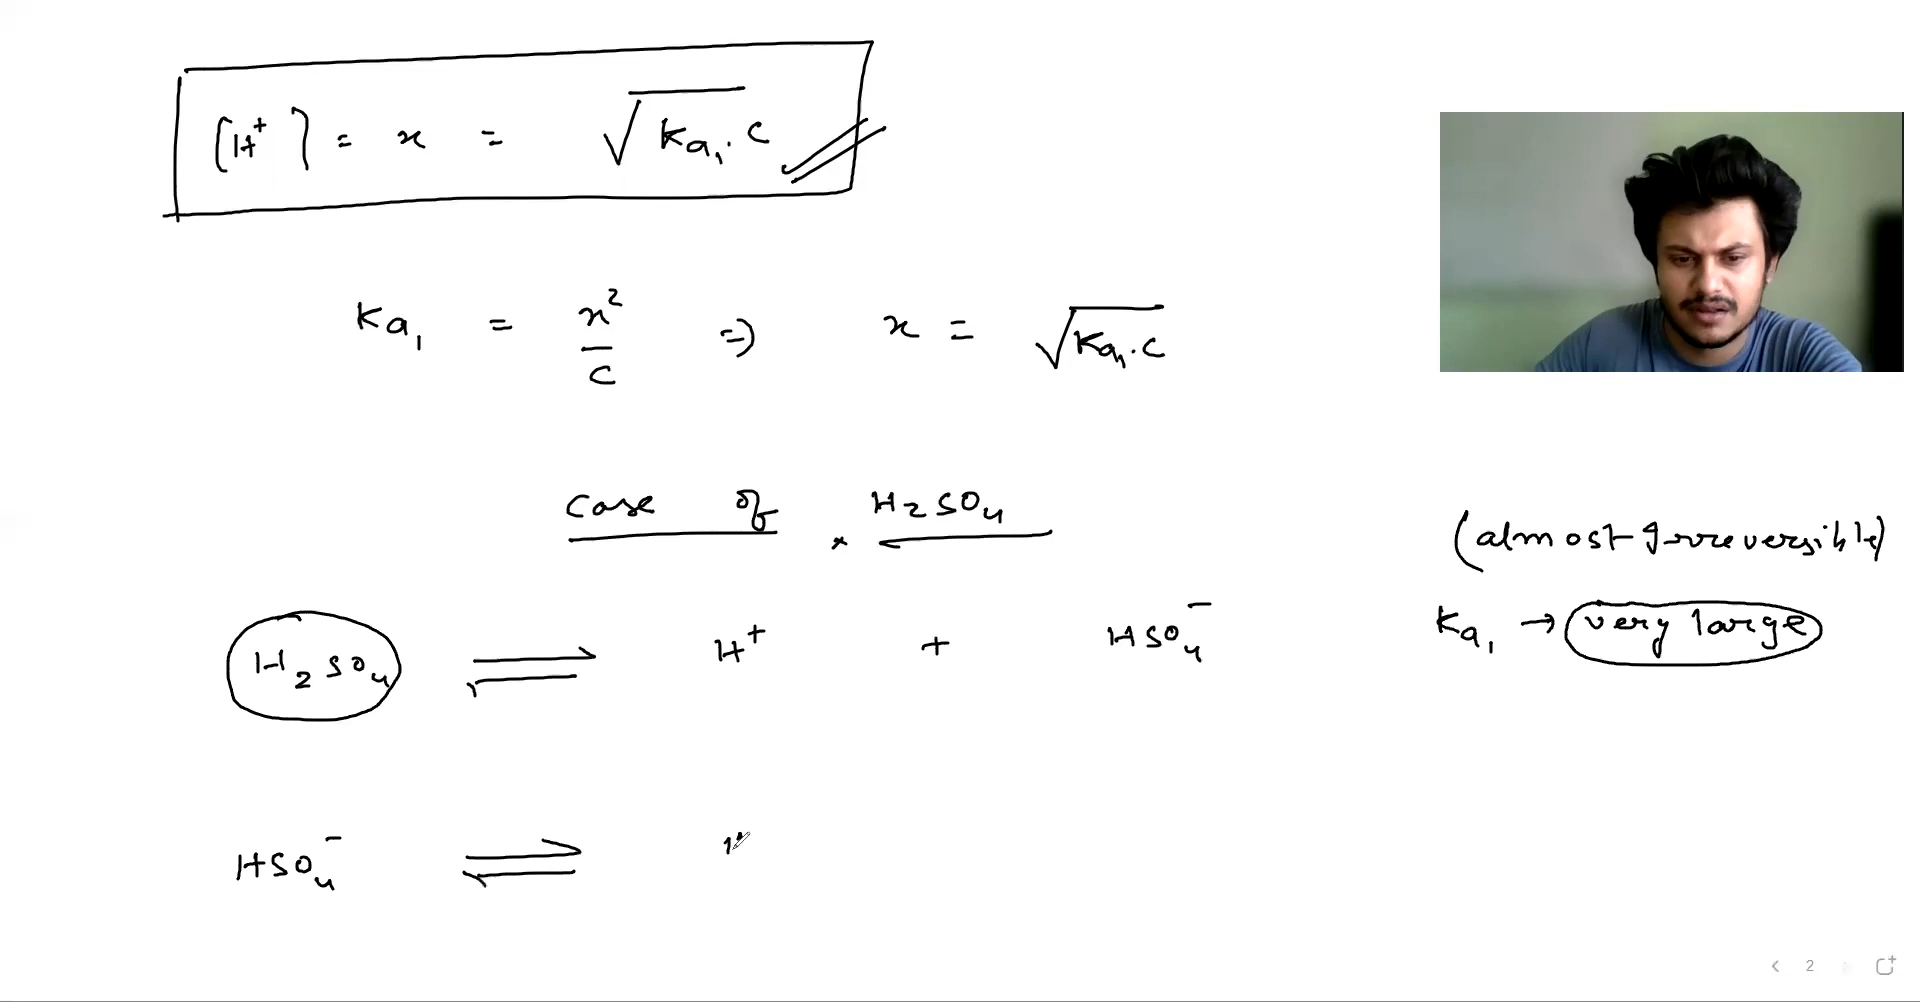 [H⁺] = x = √Ka₁.c
Ka₁ = x²/c ⇒ x = √Ka₁.c
Case of H₂SO₄
(almost Irreversible)
H₂SO₄ ⇌ H⁺ + HSO₄⁻ Ka₁ → very large
HSO₄⁻ ⇌
2